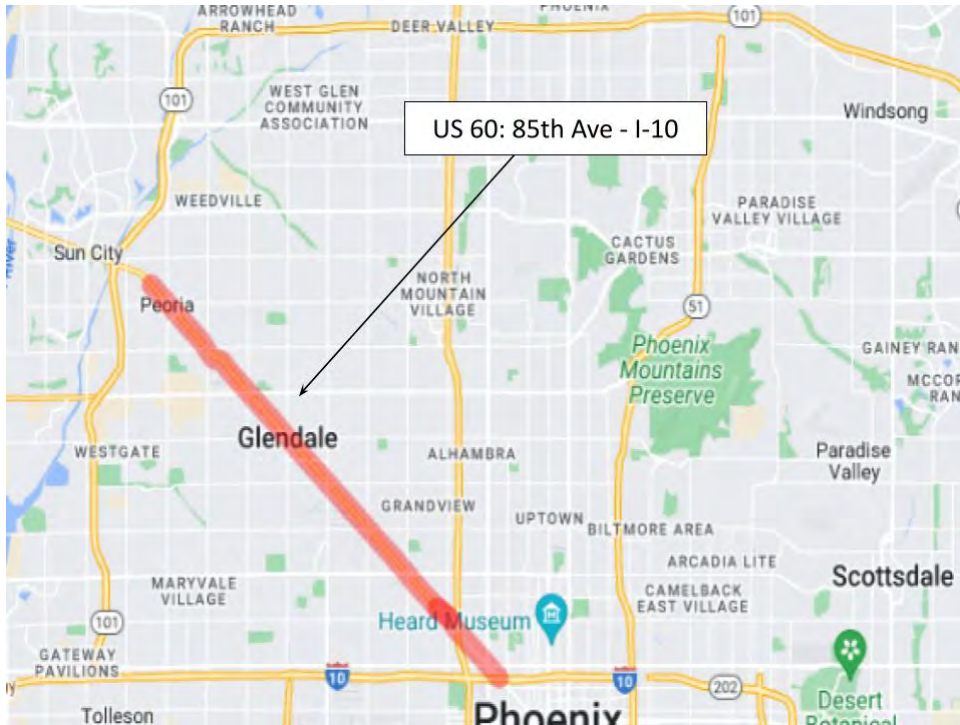 ARROWHEAD
RANCH
DEER VALLEY
PHOENIX
101
101
WEST GLEN
COMMUNITY
ASSOCIATION
US 60: 85th Ave - I-10
Windsong
WEEDVILLE
PARADISE
VALLEY VILLAGE
Sun City
CACTUS
GARDENS
River
NORTH
MOUNTAIN
VILLAGE
Peoria
51
Phoenix
Mountains
Preserve
GAINEY RAN
MCCOR
RAN
Glendale
WESTGATE
ALHAMBRA
Paradise
Valley
GRANDVIEW
UPTOWN
BILTMORE AREA
ARCADIA LITE
Scottsdale
MARYVALE
VILLAGE
CAMELBACK
EAST VILLAGE
101
Heard Museum
GATEWAY
PAVILIONS
10
10
202
Tolleson
Phoenix
Desert
Botanical